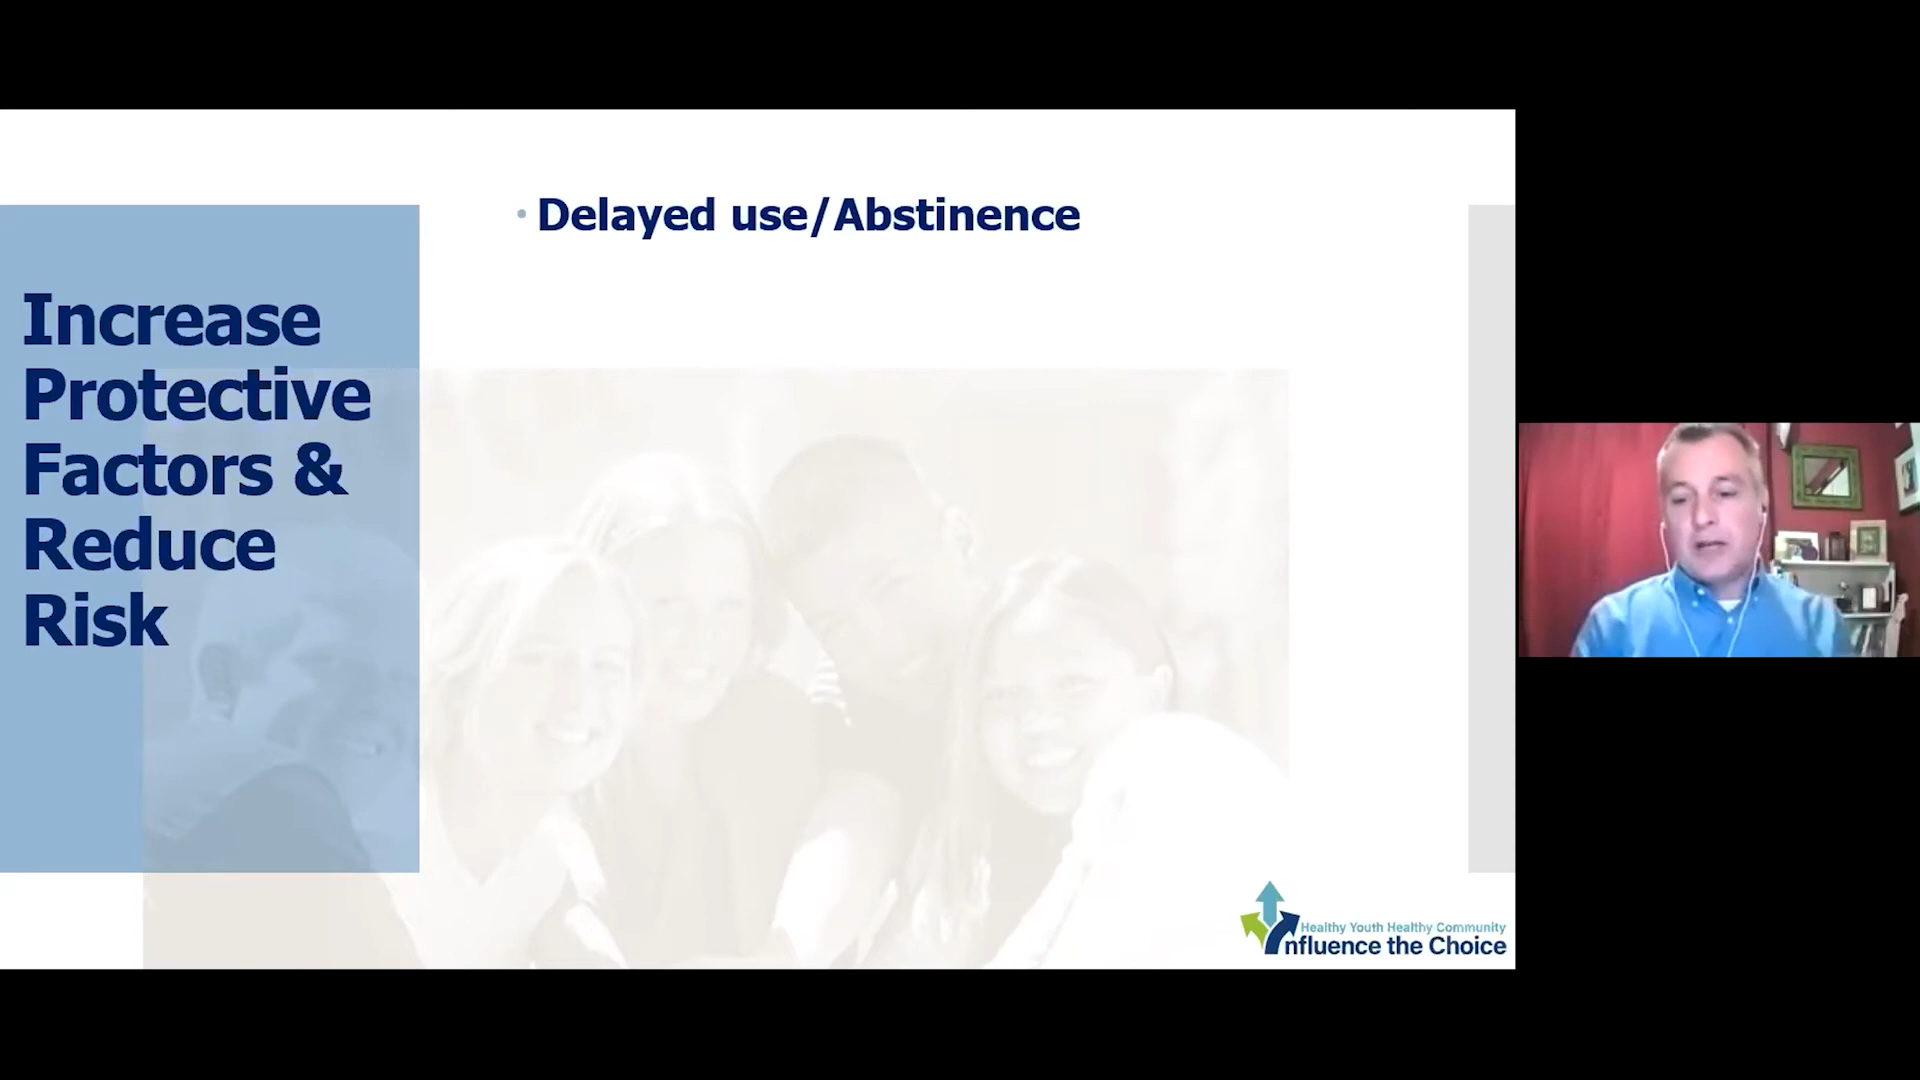 Increase
Protective
Factors &
Reduce
Risk
• Delayed use/Abstinence
Healthy Youth Healthy Community
nfluence the Choice